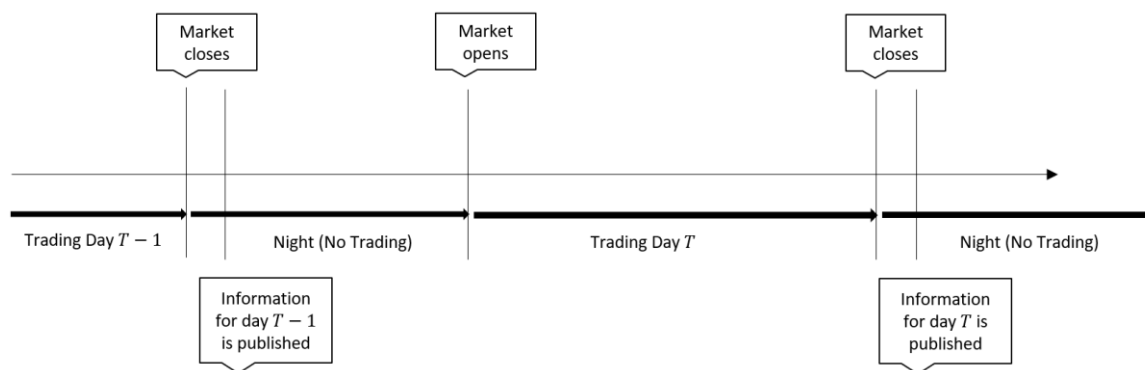 Market
closes
Market
opens
Market
closes
Trading Day T − 1
Night (No Trading)
Trading Day T
Night (No Trading)
Information
for day T − 1
is published
Information
for day T is
published